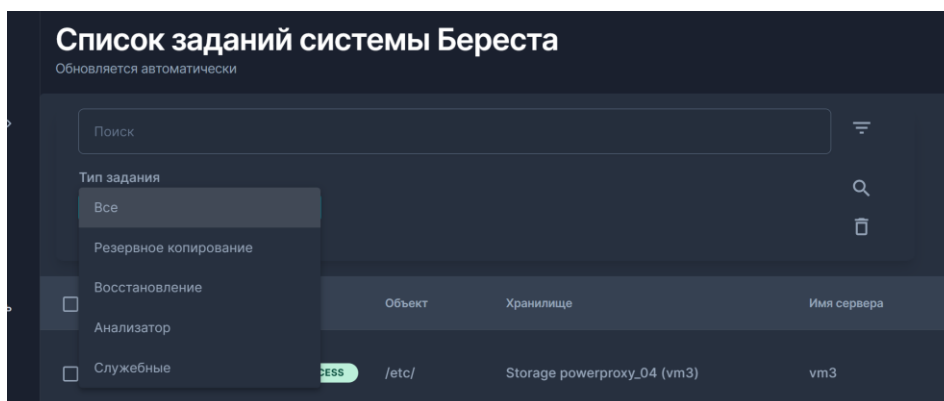 Список заданий системы Береста
Обновляется автоматически
Поиск
Тип задания
Все
Резервное копирование
Восстановление
Анализатор
Служебные
Объект Хранилище Имя сервера
CESS /etc/ Storage powerproxy_04 (vm3) vm3